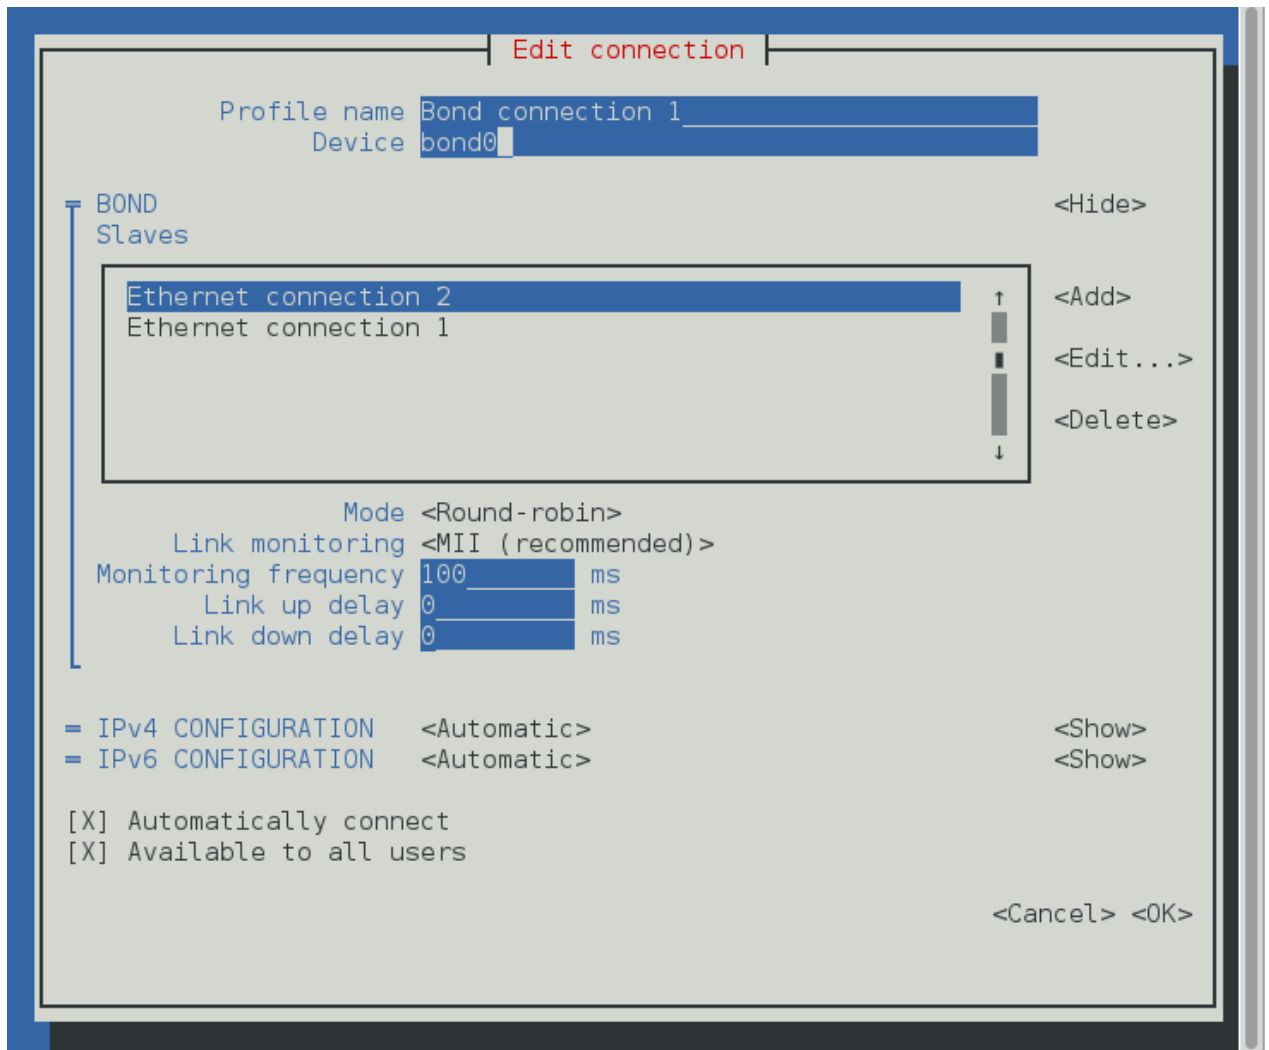 Edit connection
Profile name Bond connection 1
Device bond0
BOND <Hide>
Slaves
Ethernet connection 2 ↑ <Add>
Ethernet connection 1
<Edit...>
<Delete>
↓
Mode <Round-robin>
Link monitoring <MII (recommended)>
Monitoring frequency 100 ms
Link up delay 0 ms
Link down delay 0 ms
= IPv4 CONFIGURATION <Automatic> <Show>
= IPv6 CONFIGURATION <Automatic> <Show>
[X] Automatically connect
[X] Available to all users
<Cancel> <OK>